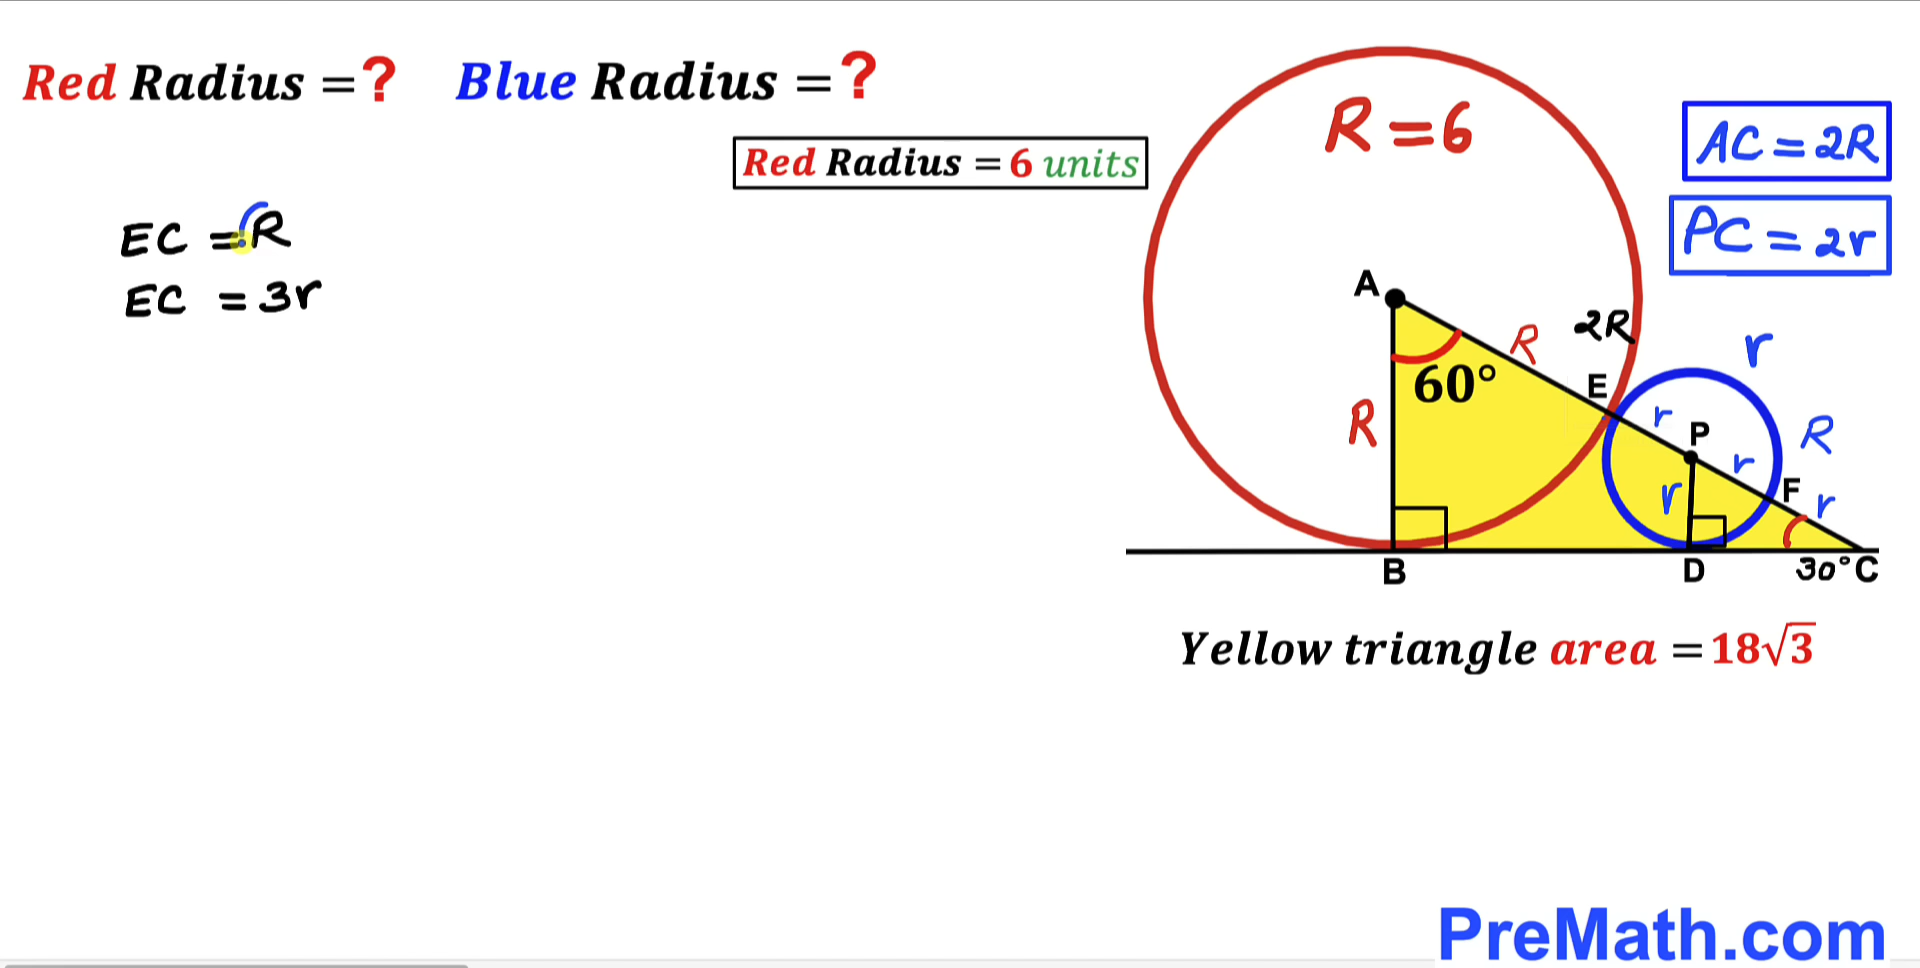 Red Radius = ?
Blue Radius = ?
Red Radius = 6 units
EC = R
EC = 3r
R = 6
AC = 2R
PC = 2r
A
R
2R
r
60°
E
R
r
P
R
r
r
F
r
B
D
30°
C
Yellow triangle area = 18√3
PreMath.com